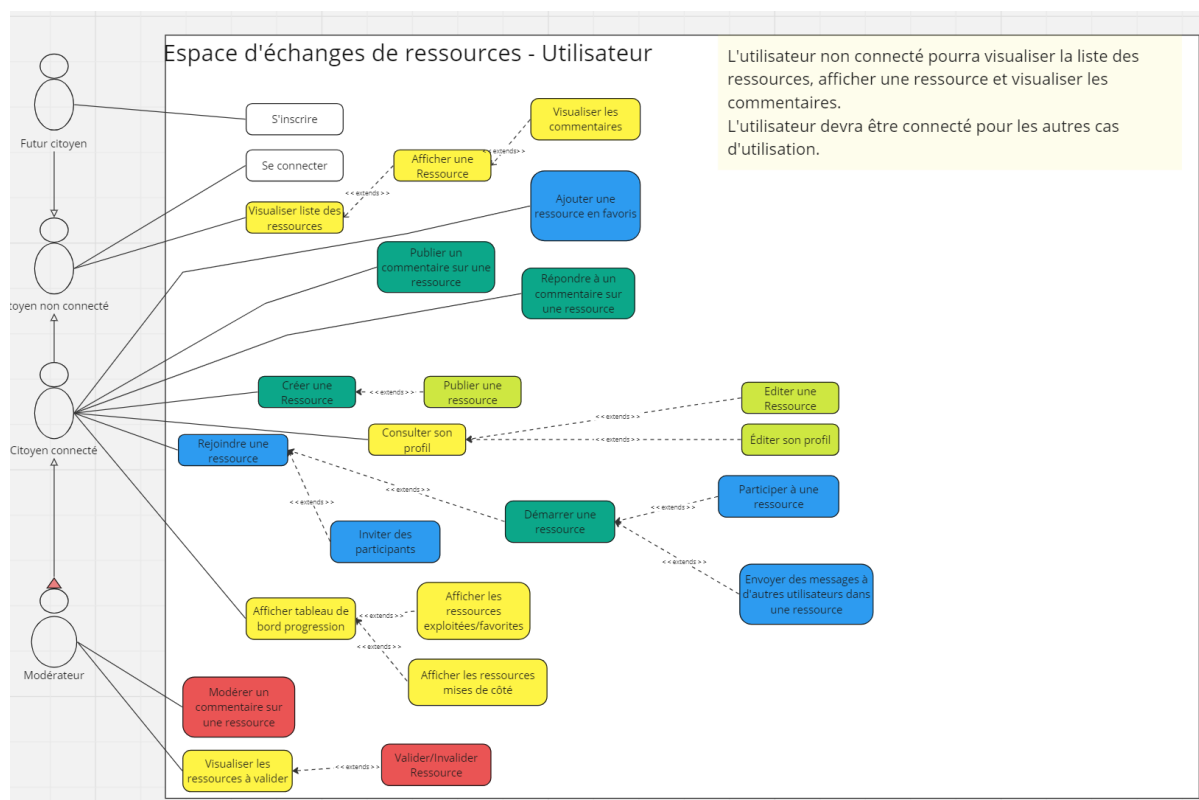 Espace d'échanges de ressources - Utilisateur
L'utilisateur non connecté pourra visualiser la liste des
ressources, afficher une ressource et visualiser les
commentaires.
L'utilisateur devra être connecté pour les autres cas
d'utilisation.
Futur citoyen
S'inscrire
Visualiser les
commentaires
<< extends>>
Se connecter
Afficher une
Ressource
<< extends >>
Visualiser liste des
ressources
Ajouter une
ressource en favoris
Publier un
commentaire sur une
ressource
Répondre à un
commentaire sur
une ressource
toyen non connecté
Créer une
Ressource
<< extends >>
Publier une
ressource
Editer une
Ressource
<< extends >>
Citoyen connecté
Rejoindre une
ressource
Consulter son
profil
<< extends >>
Éditer son profil
<< extends >>
<< extends >>
Démarrer une
ressource
<< extends >>
Participer à une
ressource
Inviter des
participants
<< extends >>
Envoyer des messages à
d'autres utilisateurs dans
une ressource
Afficher tableau de
bord progression
<< extends >>
Afficher les
ressources
exploitées/favorites
<< extends >>
Afficher les ressources
mises de côté
Modérateur
Modérer un
commentaire sur
une ressource
Visualiser les
ressources à valider
<< extends >>
Valider/Invalider
Ressource